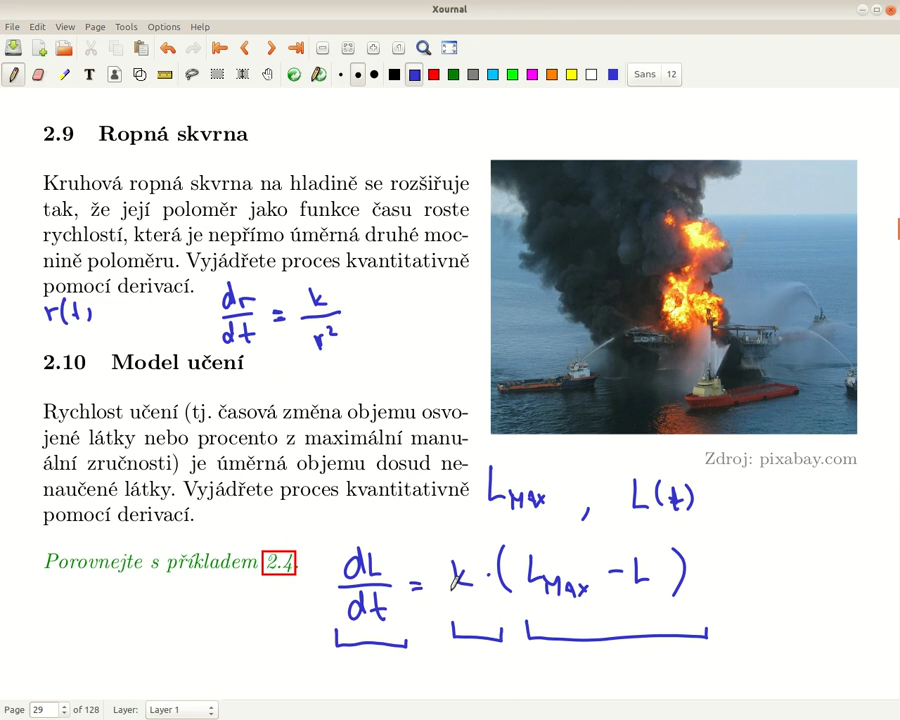 Xournal
File Edit View Page Tools Options Help
T
Sans 12
2.9 Ropná skvrna
Kruhová ropná skvrna na hladině se rozšiřuje
tak, že její poloměr jako funkce času roste
rychlostí, která je nepřímo úměrná druhé moc-
nině poloměru. Vyjádřete proces kvantitativně
pomocí derivací.
r(t)
dr/dt = k/r²
2.10 Model učení
Rychlost učení (tj. časová změna objemu osvo-
jené látky nebo procento z maximální manu-
ální zručnosti) je úměrná objemu dosud ne-
naučené látky. Vyjádřete proces kvantitativně
pomocí derivací.
Zdroj: pixabay.com
L_MAX , L(t)
Porovnejte s příkladem 2.4.
dL/dt = k · (L_MAX - L)
Page 29 of 128 Layer: Layer 1